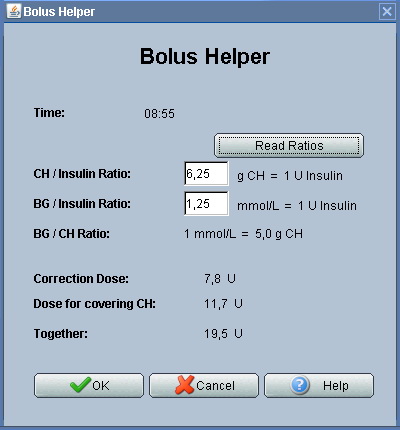 Bolus Helper
Bolus Helper
Time: 08:55
Read Ratios
CH / Insulin Ratio: 6,25 g CH = 1 U Insulin
BG / Insulin Ratio: 1,25 mmol/L = 1 U Insulin
BG / CH Ratio: 1 mmol/L = 5,0 g CH
Correction Dose: 7,8 U
Dose for covering CH: 11,7 U
Together: 19,5 U
OK Cancel ? Help